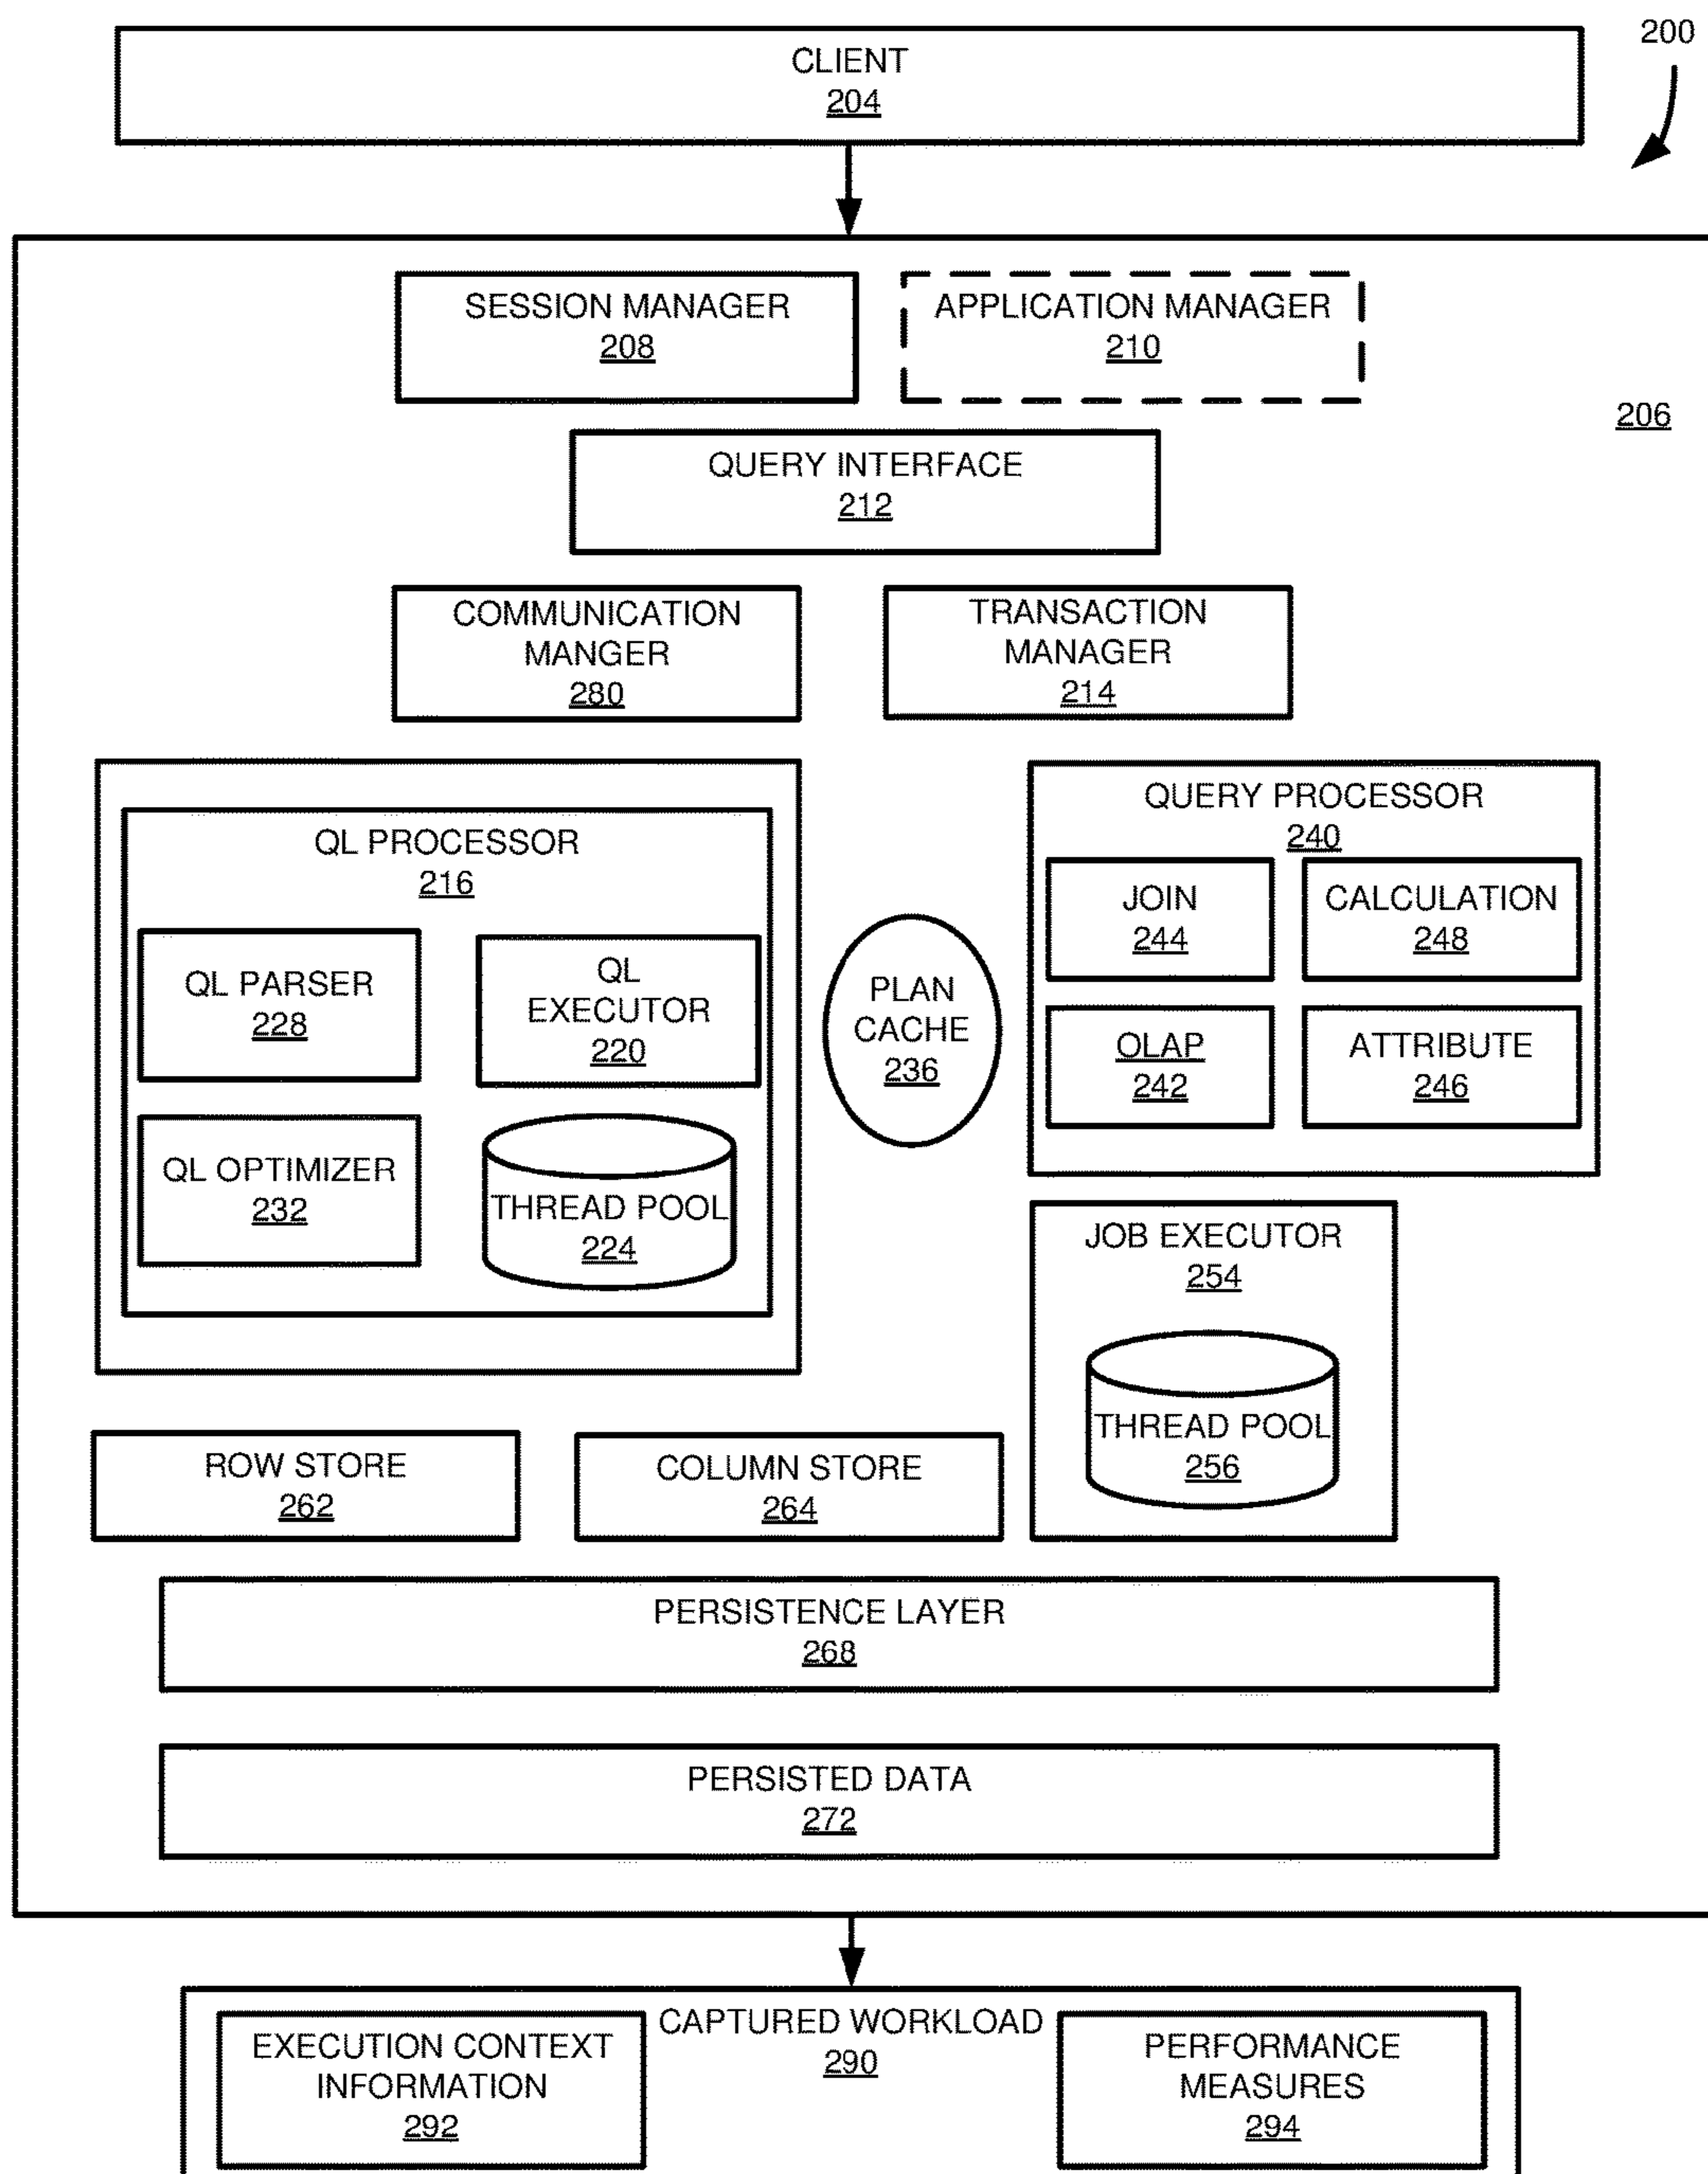 200
CLIENT
204
SESSION MANAGER
208
APPLICATION MANAGER
210
206
QUERY INTERFACE
212
COMMUNICATION
MANGER
280
TRANSACTION
MANAGER
214
QL PROCESSOR
216
QL PARSER
228
QL
EXECUTOR
220
QL OPTIMIZER
232
THREAD POOL
224
PLAN
CACHE
236
QUERY PROCESSOR
240
JOIN
244
CALCULATION
248
OLAP
242
ATTRIBUTE
246
JOB EXECUTOR
254
THREAD POOL
256
ROW STORE
262
COLUMN STORE
264
PERSISTENCE LAYER
268
PERSISTED DATA
272
CAPTURED WORKLOAD
290
EXECUTION CONTEXT
INFORMATION
292
PERFORMANCE
MEASURES
294